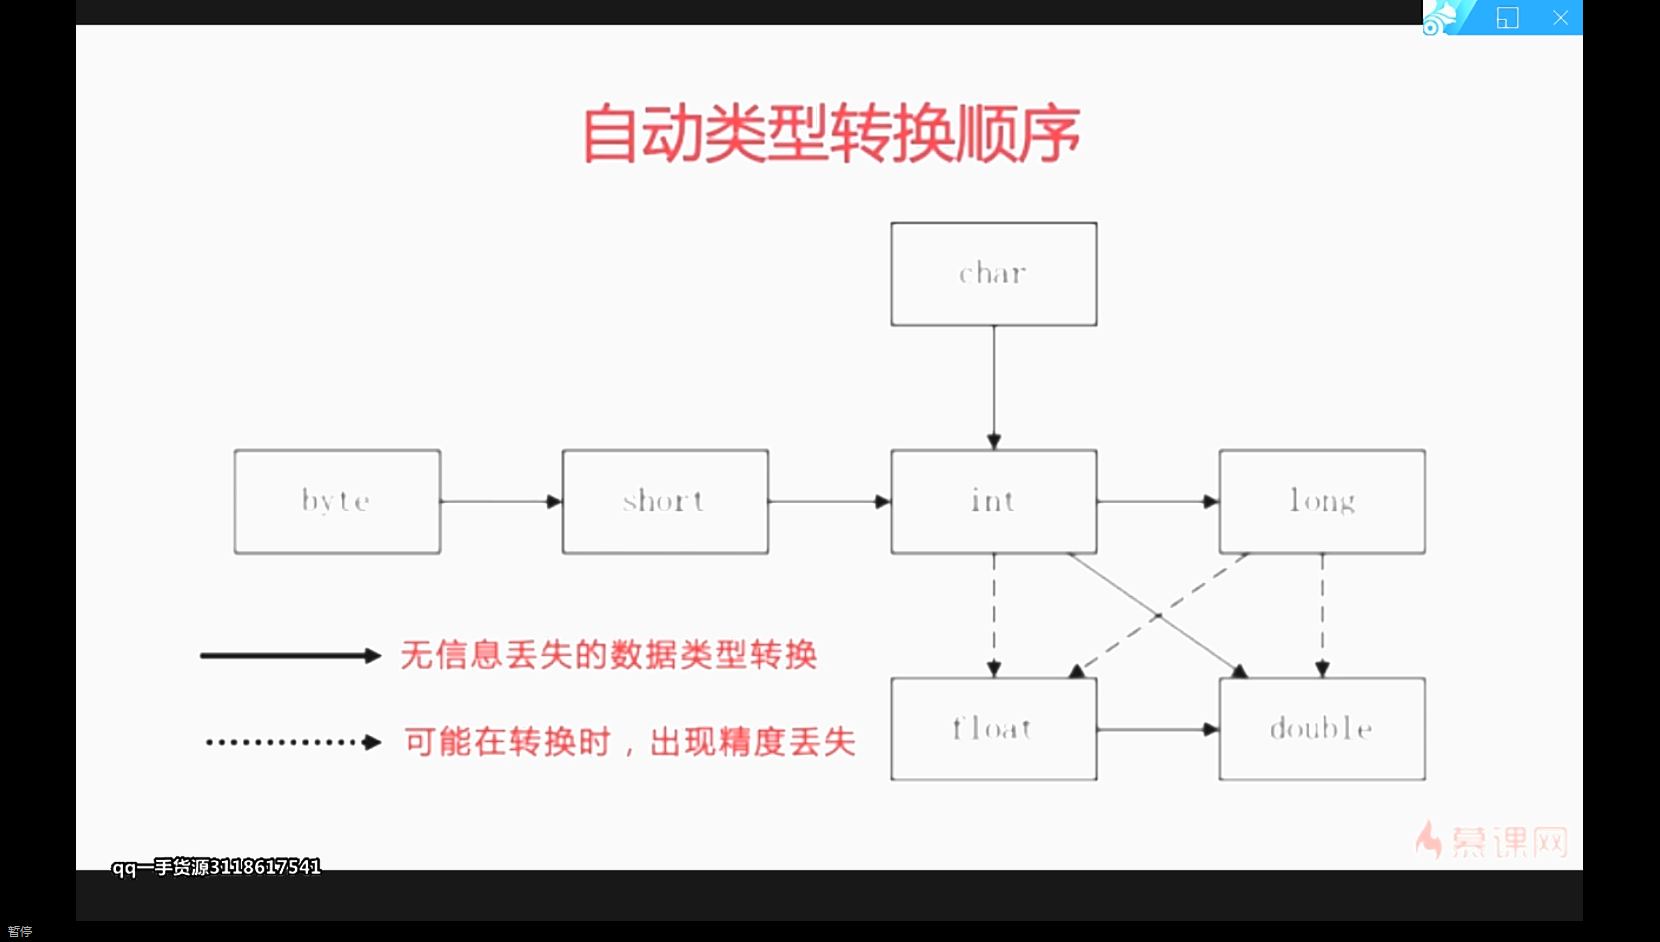 自动类型转换顺序
char
byte
short
int
long
无信息丢失的数据类型转换
可能在转换时，出现精度丢失
float
double
慕课网
qq一手货源3118617541
暂停